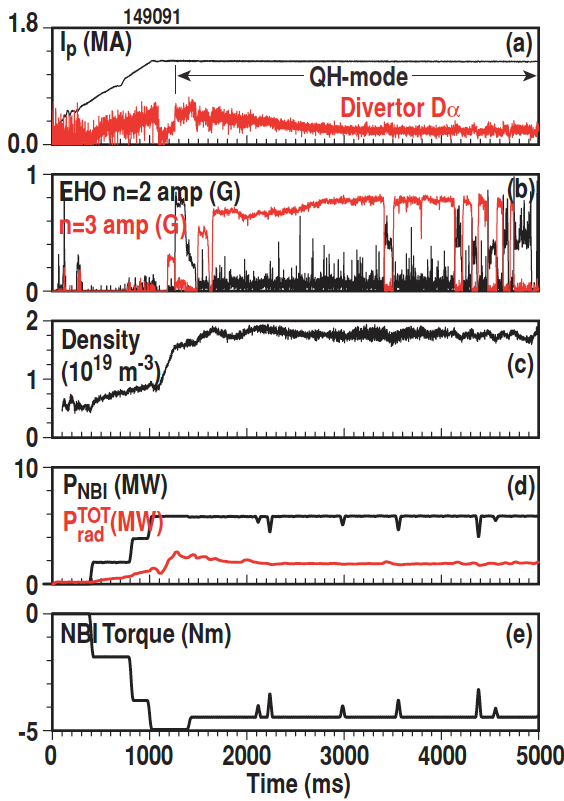 149091
1.8
Ip (MA)
(a)
QH-mode
Divertor Dα
0.0
1
EHO n=2 amp (G)
(b)
n=3 amp (G)
0
2
Density
(10^19 m^-3)
(c)
1
0
10
PNBI (MW)
(d)
PradTOT (MW)
0
0
NBI Torque (Nm)
(e)
-5
0 1000 2000 3000 4000 5000
Time (ms)